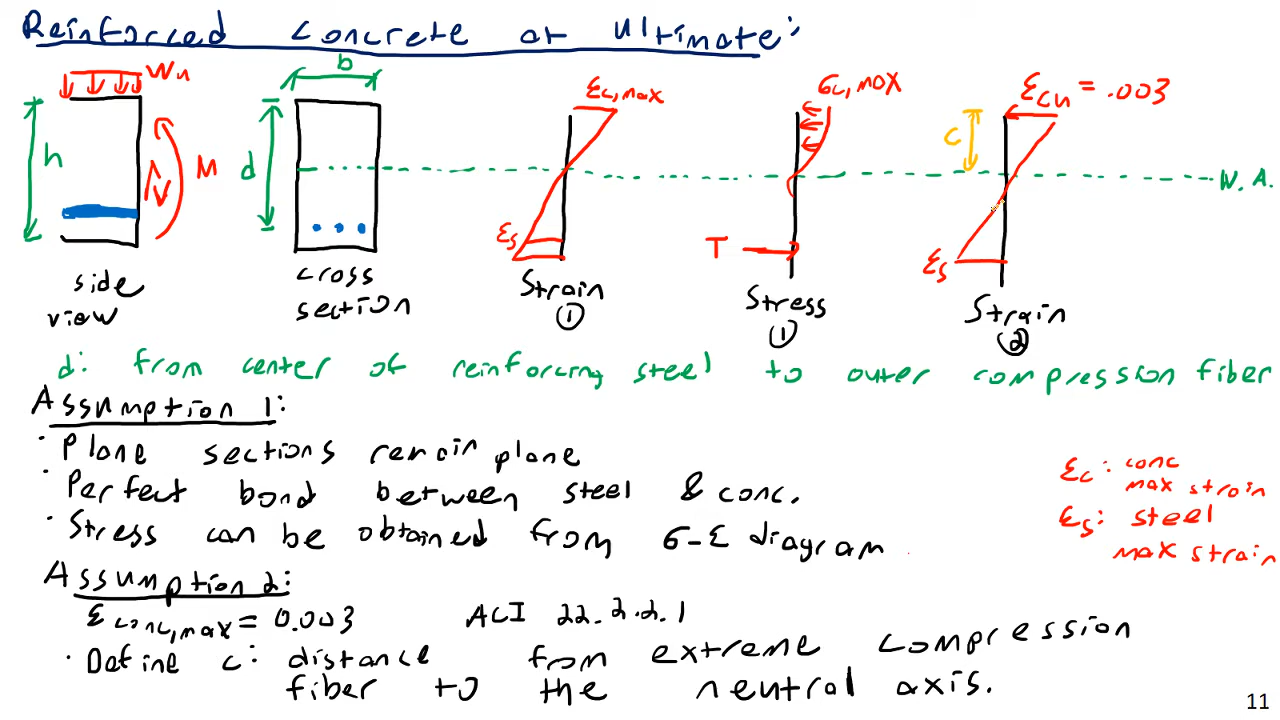 Reinforced concrete at Ultimate:
Wn
b
εc,max
σc,max
εcu = .003
h
M
d
c
N.A.
εs
T
εs
side view
cross section
Strain ①
Stress ①
Strain ②
d: from center of reinforcing steel to outer compression fiber
Assumption 1:
· Plane sections remain plane
· Perfect bond between steel & conc.
· Stress can be obtained from σ-ε diagram
εc: conc
max strain
εs: steel
max strain
Assumption 2:
εconc,max = 0.003 ACI 22.2.2.1
· Define c: distance from extreme compression
fiber to the neutral axis.
11